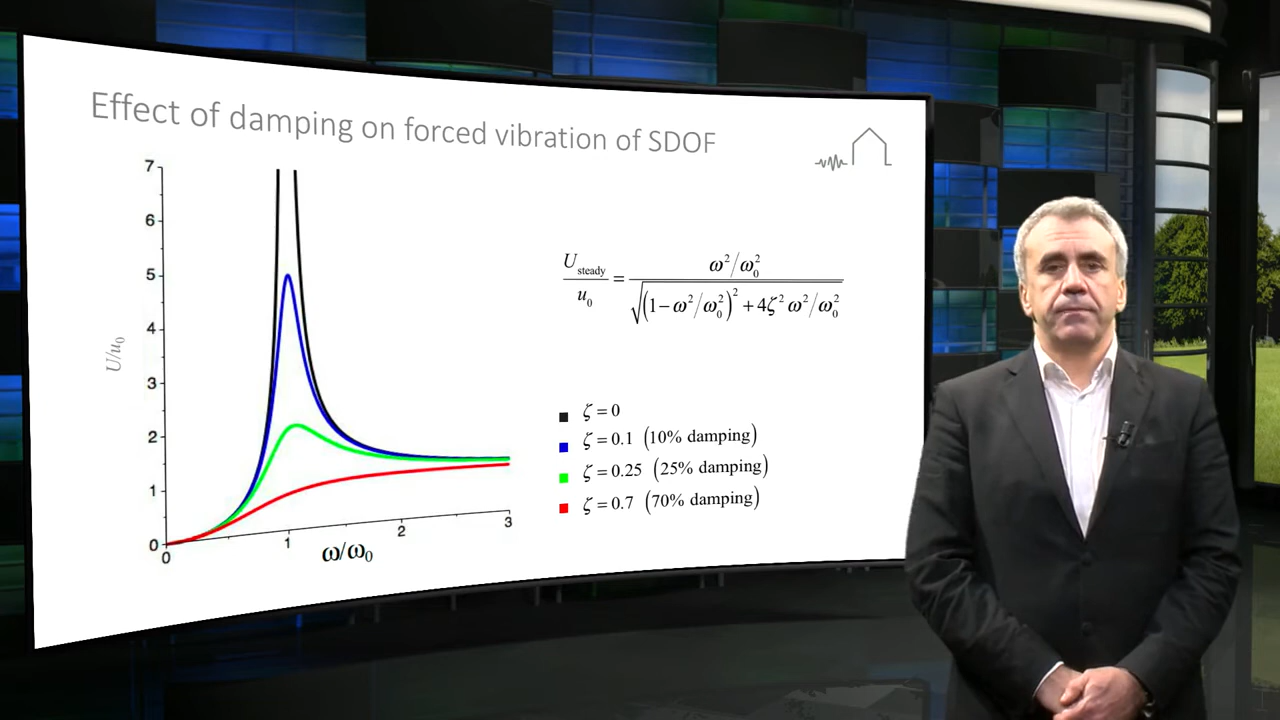 Effect of damping on forced vibration of SDOF
7
6
5
4
3
2
1
0
U/u₀
0 1 2 3
ω/ω₀
U_steady / u₀ = (ω²/ω₀²) / √((1−ω²/ω₀²)² + 4ζ² ω²/ω₀²)
ζ = 0
ζ = 0.1 (10% damping)
ζ = 0.25 (25% damping)
ζ = 0.7 (70% damping)